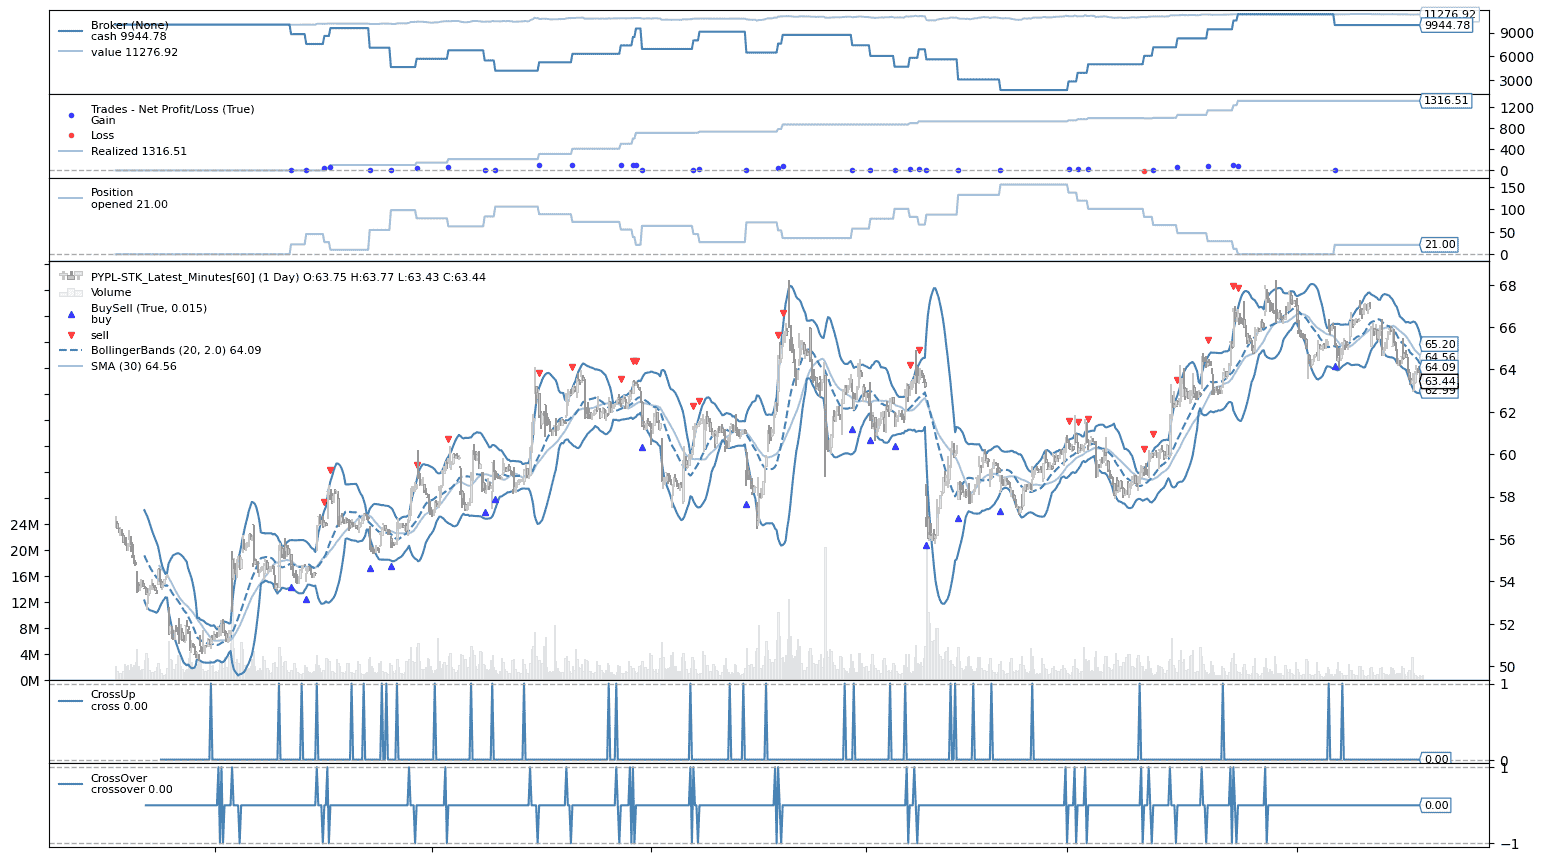 Broker (None)
cash 9944.78
value 11276.92
11276.92
9944.78
9000
6000
3000
Trades - Net Profit/Loss (True)
Gain
Loss
Realized 1316.51
1316.51
1200
800
400
0
Position
opened 21.00
150
100
50
21.00
0
PYPL-STK_Latest_Minutes[60] (1 Day) O:63.75 H:63.77 L:63.43 C:63.44
Volume
BuySell (True, 0.015)
buy
sell
BollingerBands (20, 2.0) 64.09
SMA (30) 64.56
68
66
65.20
64.56
64.09
64
63.44
62.99
62
60
58
56
54
52
50
24M
20M
16M
12M
8M
4M
0M
CrossUp
cross 0.00
1
0.00
0
CrossOver
crossover 0.00
1
0.00
−1